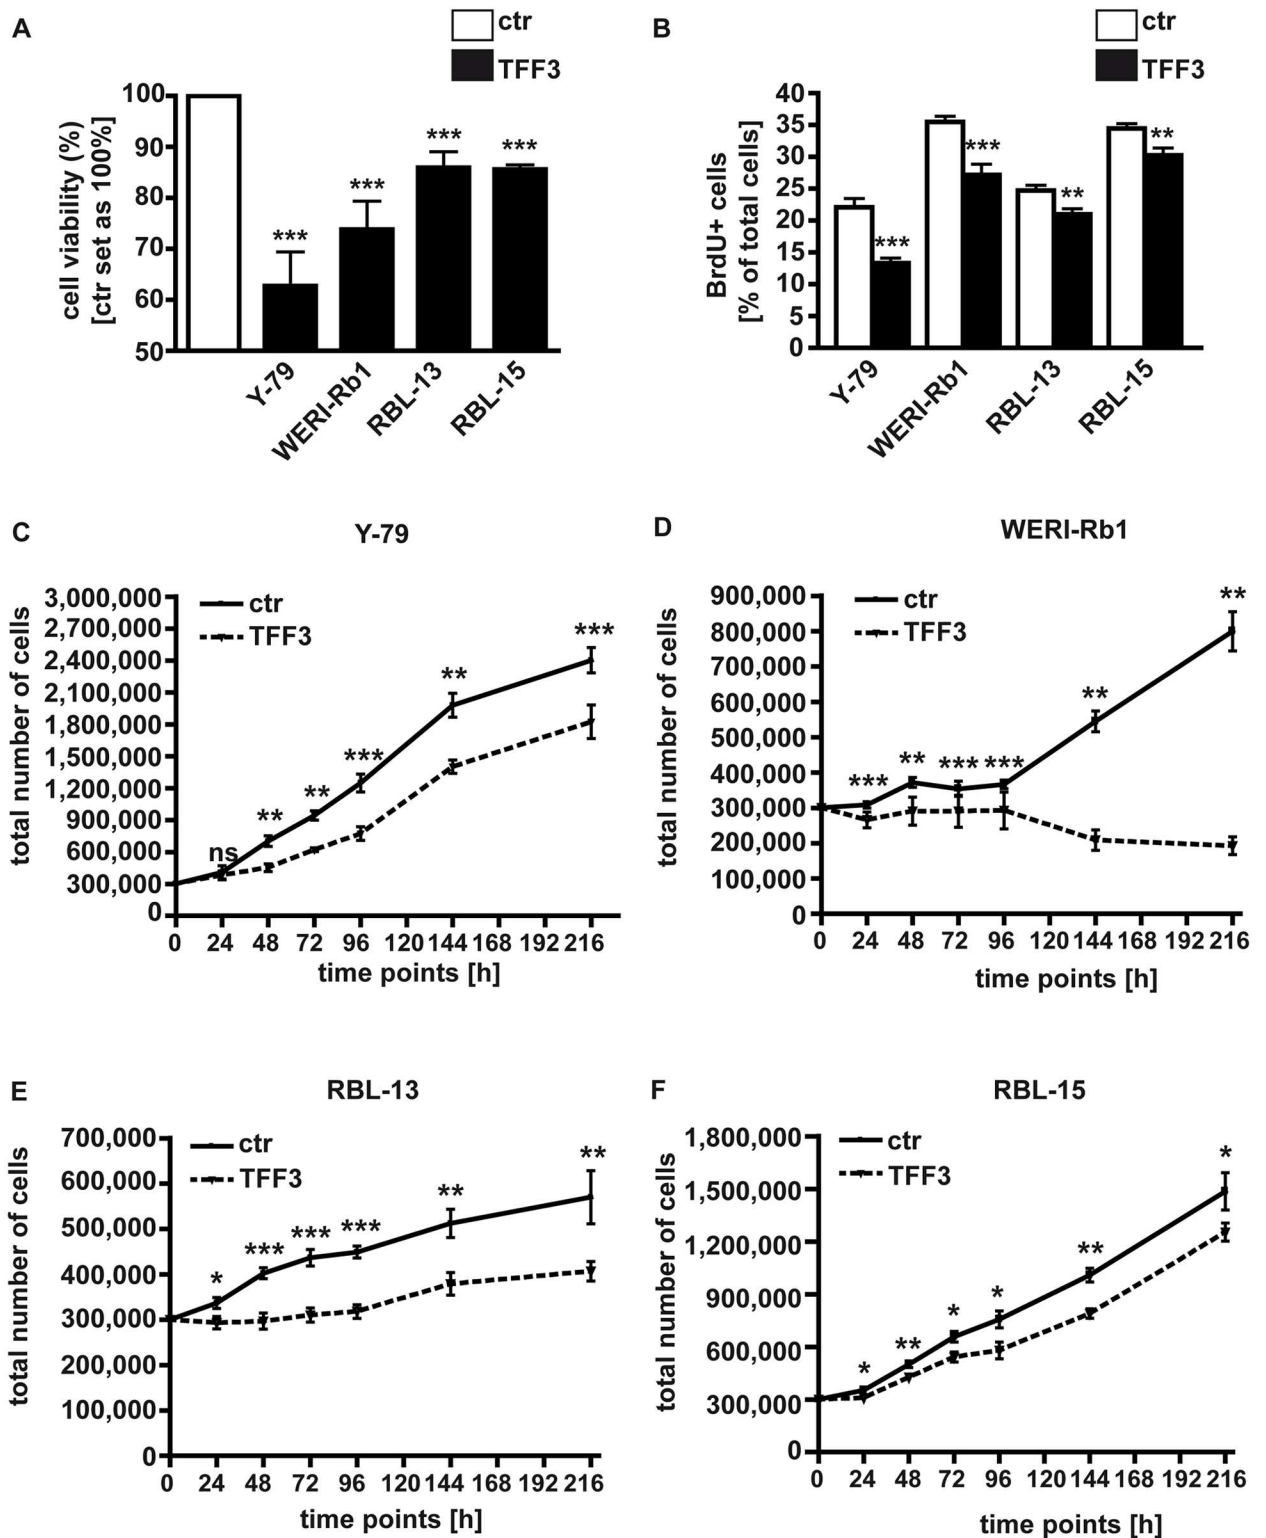 A
ctr
TFF3
cell viability (%)
[ctr set as 100%]
100
90
80
70
60
50
***
***
***
***
Y-79
WERI-Rb1
RBL-13
RBL-15
B
ctr
TFF3
BrdU+ cells
[% of total cells]
40
35
30
25
20
15
10
5
0
***
***
**
**
Y-79
WERI-Rb1
RBL-13
RBL-15
C
Y-79
total number of cells
3,000,000
2,700,000
2,400,000
2,100,000
1,800,000
1,500,000
1,200,000
900,000
600,000
300,000
0
ctr
TFF3
ns
**
**
***
**
***
0 24 48 72 96 120 144 168 192 216
time points [h]
D
WERI-Rb1
total number of cells
900,000
800,000
700,000
600,000
500,000
400,000
300,000
200,000
100,000
0
ctr
TFF3
***
**
***
***
**
**
0 24 48 72 96 120 144 168 192 216
time points [h]
E
RBL-13
total number of cells
700,000
600,000
500,000
400,000
300,000
200,000
100,000
0
ctr
TFF3
*
***
***
***
**
**
0 24 48 72 96 120 144 168 192 216
time points [h]
F
RBL-15
total number of cells
1,800,000
1,500,000
1,200,000
900,000
600,000
300,000
0
ctr
TFF3
*
**
*
*
**
*
0 24 48 72 96 120 144 168 192 216
time points [h]